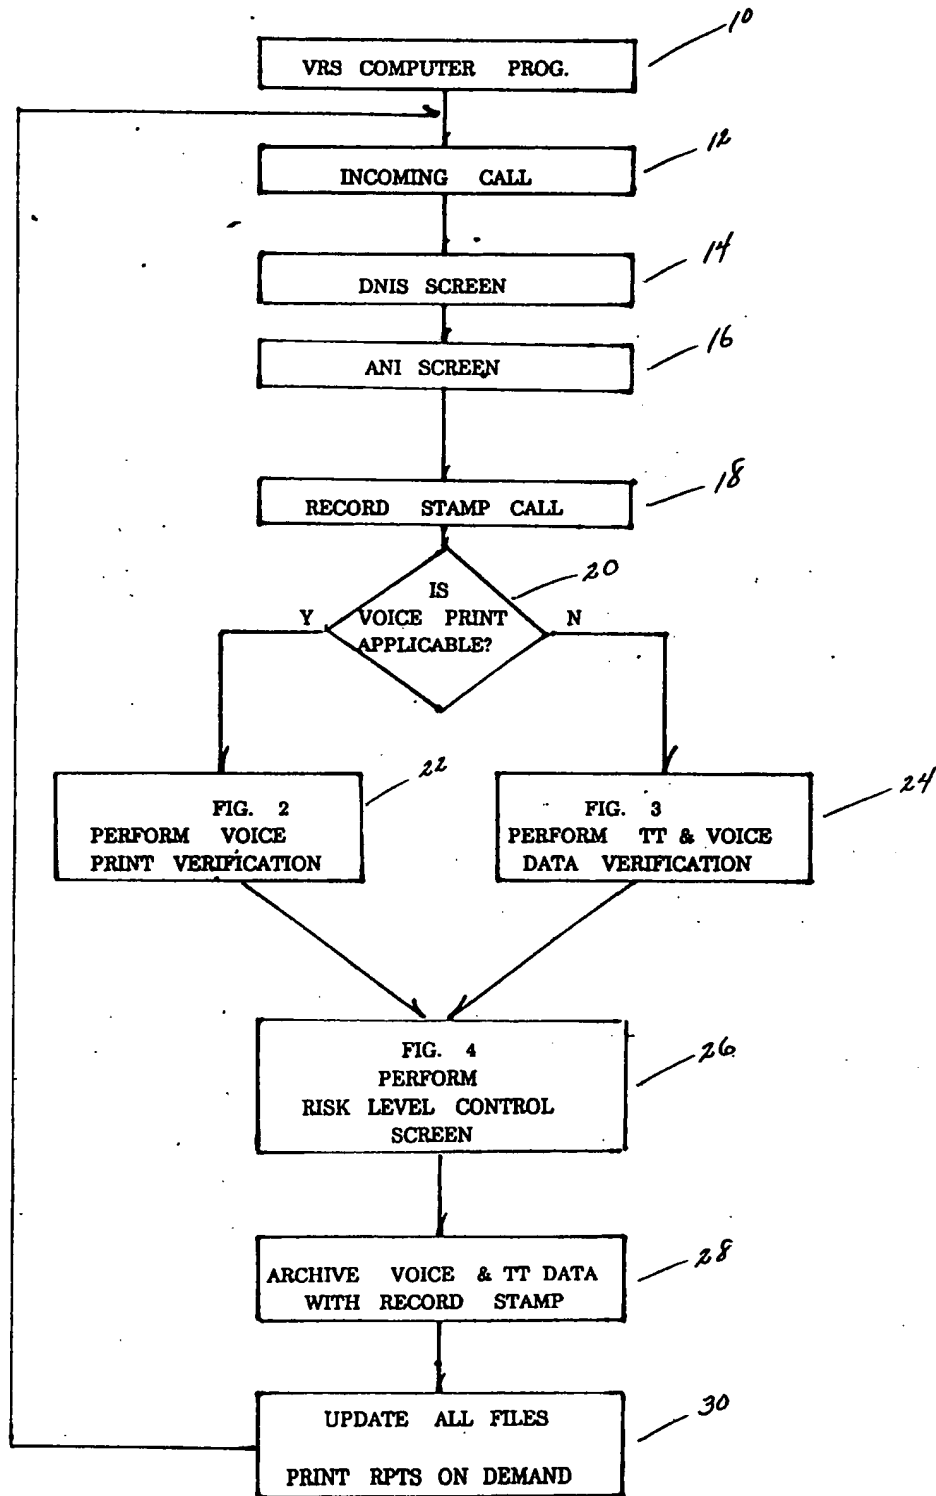 10
VRS COMPUTER PROG.
12
INCOMING CALL
14
DNIS SCREEN
16
ANI SCREEN
18
RECORD STAMP CALL
20
IS
Y VOICE PRINT N
APPLICABLE?
22
FIG. 2
PERFORM VOICE
PRINT VERIFICATION
24
FIG. 3
PERFORM TT & VOICE
DATA VERIFICATION
26
FIG. 4
PERFORM
RISK LEVEL CONTROL
SCREEN
28
ARCHIVE VOICE & TT DATA
WITH RECORD STAMP
30
UPDATE ALL FILES
PRINT RPTS ON DEMAND